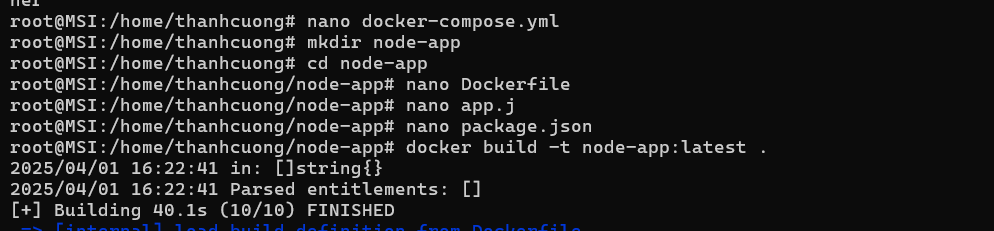 her
root@MSI:/home/thanhcuong# nano docker-compose.yml
root@MSI:/home/thanhcuong# mkdir node-app
root@MSI:/home/thanhcuong# cd node-app
root@MSI:/home/thanhcuong/node-app# nano Dockerfile
root@MSI:/home/thanhcuong/node-app# nano app.j
root@MSI:/home/thanhcuong/node-app# nano package.json
root@MSI:/home/thanhcuong/node-app# docker build -t node-app:latest .
2025/04/01 16:22:41 in: []string{}
2025/04/01 16:22:41 Parsed entitlements: []
[+] Building 40.1s (10/10) FINISHED
=> [internal] load build definition from Dockerfile